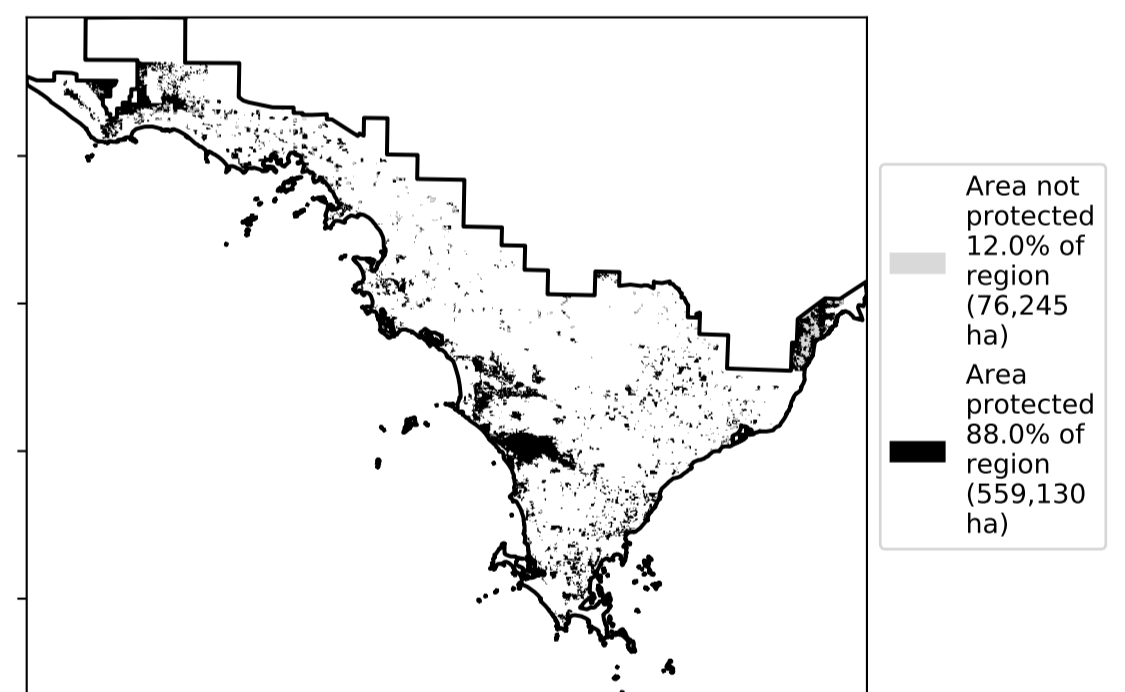 Area not
protected
12.0% of
region
(76,245
ha)
Area
protected
88.0% of
region
(559,130
ha)